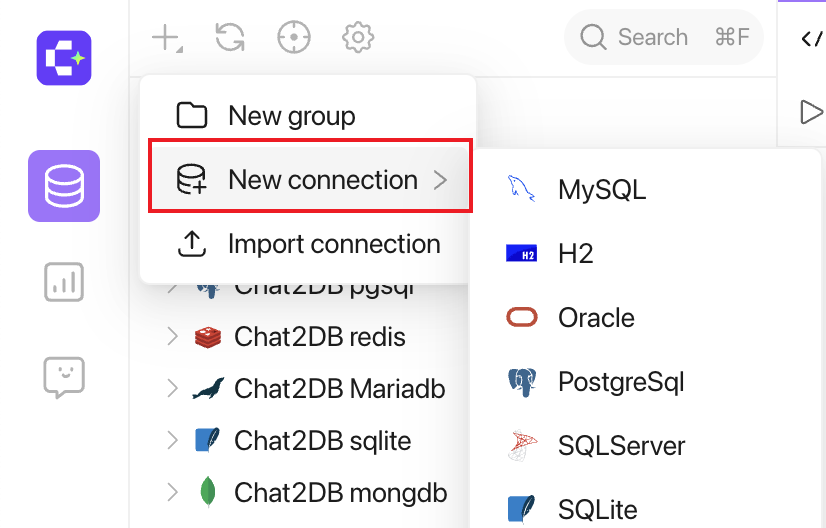 Search ⌘F
New group
New connection
Import connection
Chat2DB pgsql
Chat2DB redis
Chat2DB Mariadb
Chat2DB sqlite
Chat2DB mongdb
MySQL
H2 H2
Oracle
PostgreSql
SQLServer
SQLite